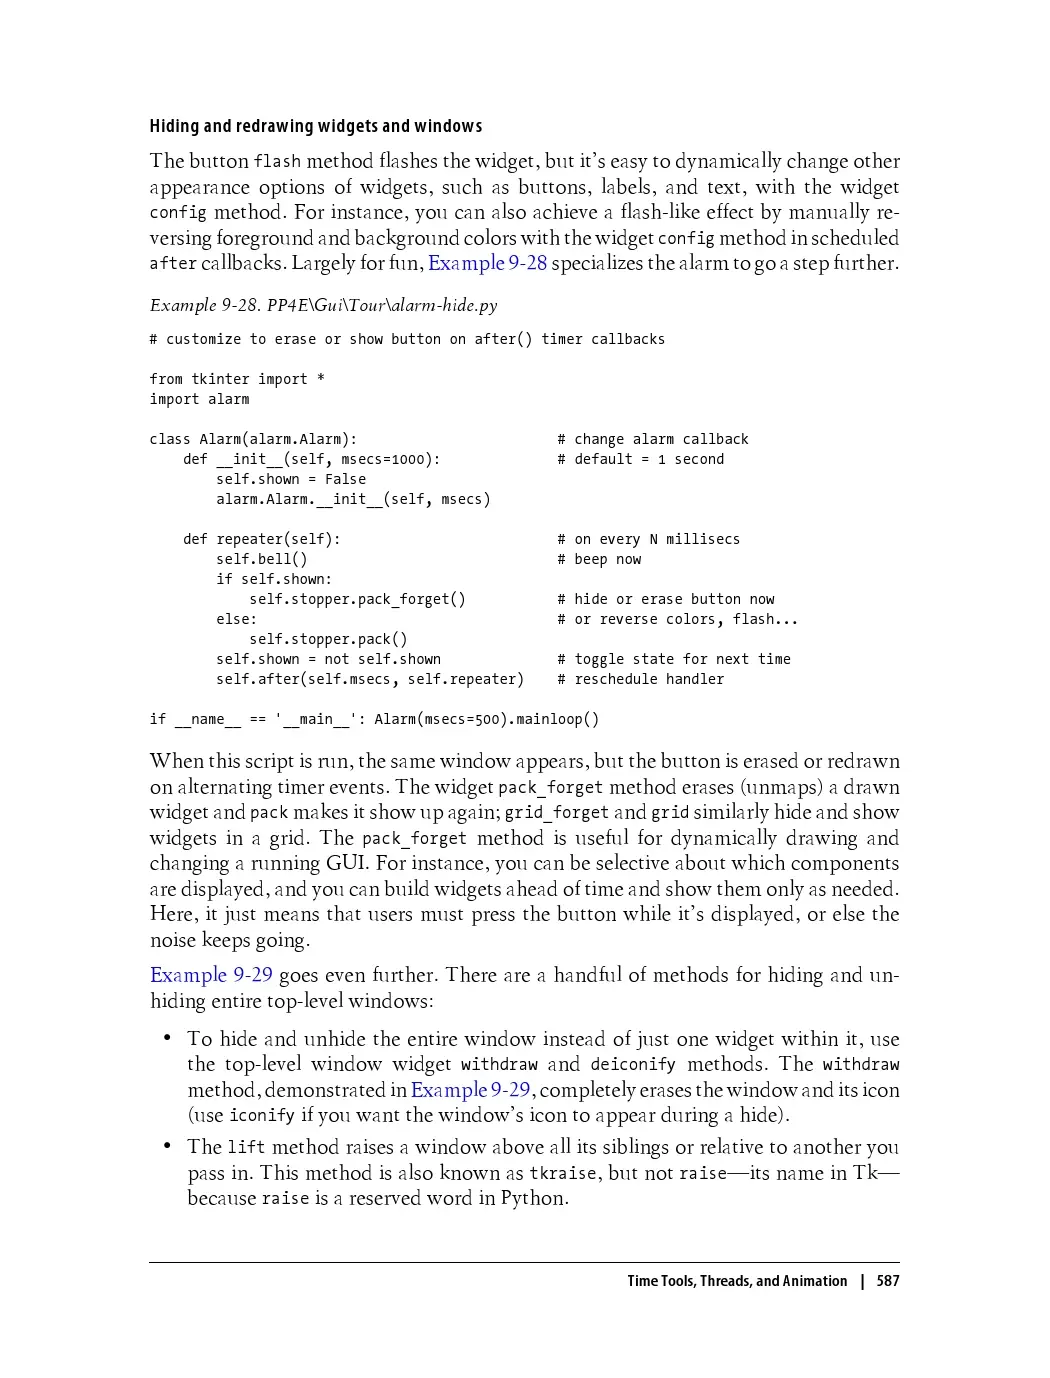 Hiding and redrawing widgets and windows
The button flash method flashes the widget, but it's easy to dynamically change other
appearance options of widgets, such as buttons, labels, and text, with the widget
config method. For instance, you can also achieve a flash-like effect by manually re-
versing foreground and background colors with the widget config method in scheduled
after callbacks. Largely for fun, Example 9-28 specializes the alarm to go a step further.
Example 9-28. PP4E\Gui\Tour\alarm-hide.py
# customize to erase or show button on after() timer callbacks
from tkinter import *
import alarm
class Alarm(alarm.Alarm):                        # change alarm callback
    def __init__(self, msecs=1000):              # default = 1 second
        self.shown = False
        alarm.Alarm.__init__(self, msecs)
    def repeater(self):                          # on every N millisecs
        self.bell()                              # beep now
        if self.shown:
            self.stopper.pack_forget()           # hide or erase button now
        else:                                    # or reverse colors, flash...
            self.stopper.pack()
        self.shown = not self.shown              # toggle state for next time
        self.after(self.msecs, self.repeater)    # reschedule handler
if __name__ == '__main__': Alarm(msecs=500).mainloop()
When this script is run, the same window appears, but the button is erased or redrawn
on alternating timer events. The widget pack_forget method erases (unmaps) a drawn
widget and pack makes it show up again; grid_forget and grid similarly hide and show
widgets in a grid. The pack_forget method is useful for dynamically drawing and
changing a running GUI. For instance, you can be selective about which components
are displayed, and you can build widgets ahead of time and show them only as needed.
Here, it just means that users must press the button while it's displayed, or else the
noise keeps going.
Example 9-29 goes even further. There are a handful of methods for hiding and un-
hiding entire top-level windows:
• To hide and unhide the entire window instead of just one widget within it, use
the top-level window widget withdraw and deiconify methods. The withdraw
method, demonstrated in Example 9-29, completely erases the window and its icon
(use iconify if you want the window's icon to appear during a hide).
• The lift method raises a window above all its siblings or relative to another you
pass in. This method is also known as tkraise, but not raise—its name in Tk—
because raise is a reserved word in Python.
Time Tools, Threads, and Animation | 587